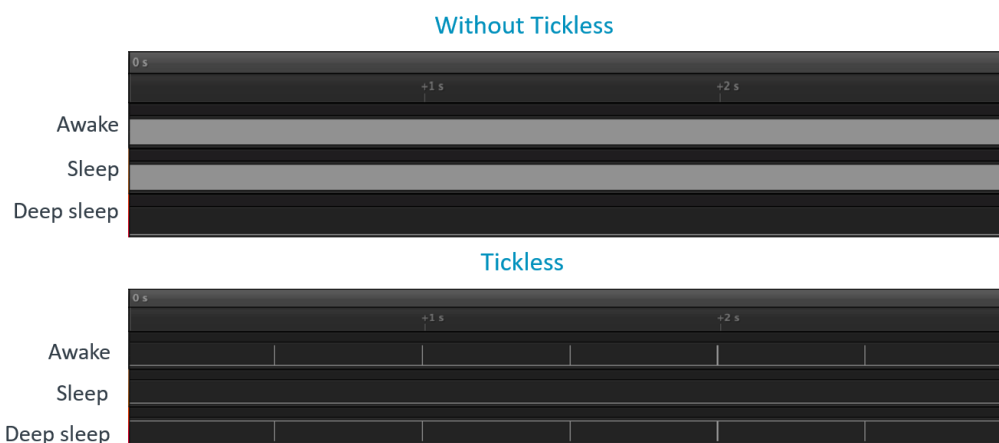 Without Tickless
0 s
+1 s +2 s
Awake
Sleep
Deep sleep
Tickless
0 s
+1 s +2 s
Awake
Sleep
Deep sleep